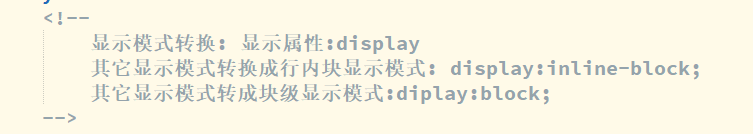 <!--
显示模式转换: 显示属性:display
其它显示模式转换成行内块显示模式: display:inline-block;
其它显示模式转成块级显示模式:diplay:block;
-->